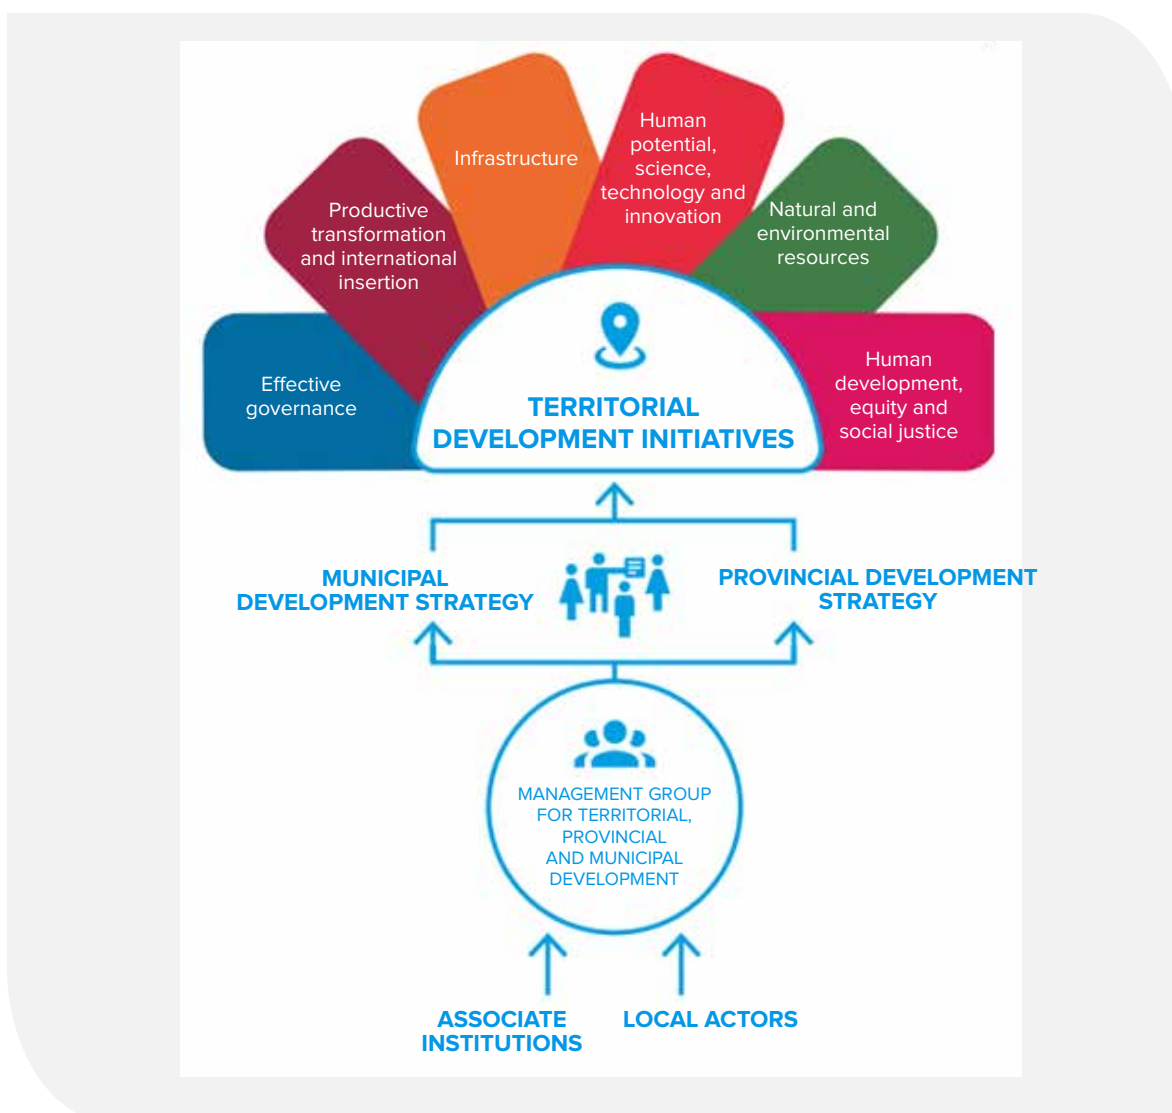 Effective
governance
Productive
transformation
and international
insertion
Infrastructure
Human
potential,
science,
technology and
innovation
Natural and
environmental
resources
Human
development,
equity and
social justice
TERRITORIAL
DEVELOPMENT INITIATIVES
MUNICIPAL
DEVELOPMENT STRATEGY
PROVINCIAL DEVELOPMENT
STRATEGY
MANAGEMENT GROUP
FOR TERRITORIAL,
PROVINCIAL
AND MUNICIPAL
DEVELOPMENT
ASSOCIATE
INSTITUTIONS
LOCAL ACTORS